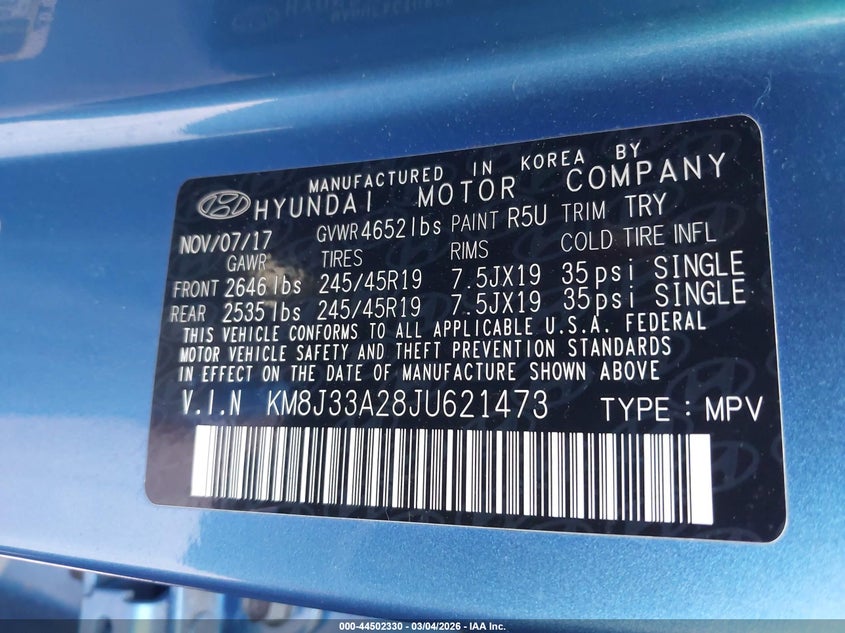 MANUFACTURED IN KOREA BY
HYUNDAI MOTOR COMPANY
NOV/07/17 GVWR 4652lbs PAINT R5U TRIM TRY
GAWR TIRES RIMS COLD TIRE INFL
FRONT 2646 lbs 245/45R19 7.5JX19 35psi SINGLE
REAR 2535 lbs 245/45R19 7.5JX19 35psi SINGLE
THIS VEHICLE CONFORMS TO ALL APPLICABLE U.S.A. FEDERAL
MOTOR VEHICLE SAFETY AND THEFT PREVENTION STANDARDS
IN EFFECT ON THE DATE OF MANUFACTURE SHOWN ABOVE
V.I.N KM8J33A28JU621473 TYPE : MPV
000-44502330 - 03/04/2026 - IAA Inc.